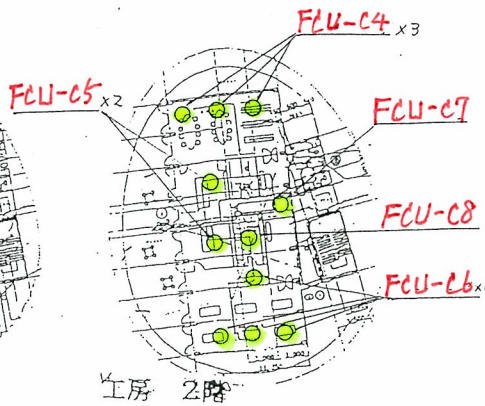 FCU-C4 x3
FCU-C5 x2
FCU-C7
FCU-C8
FCU-C6 x
工房 2階